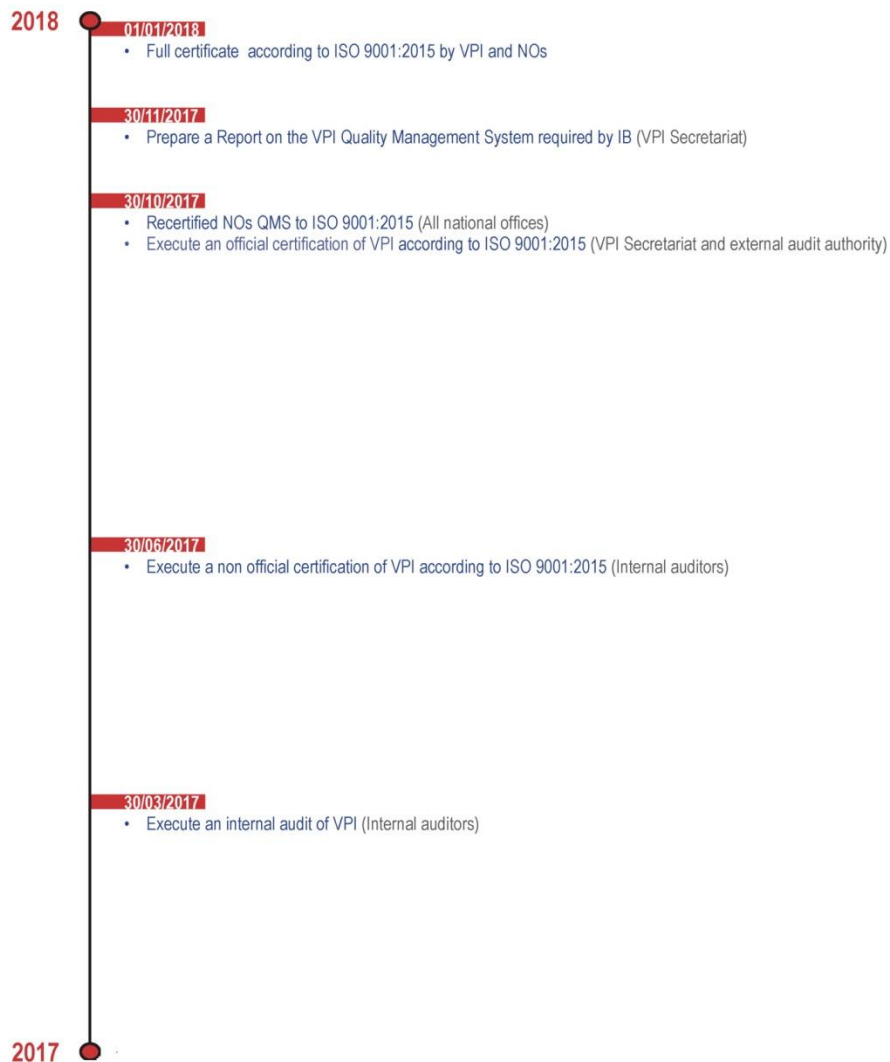 2018
01/01/2018
• Full certificate according to ISO 9001:2015 by VPI and NOs
30/11/2017
• Prepare a Report on the VPI Quality Management System required by IB (VPI Secretariat)
30/10/2017
• Recertified NOs QMS to ISO 9001:2015 (All national offices)
• Execute an official certification of VPI according to ISO 9001:2015 (VPI Secretariat and external audit authority)
30/06/2017
• Execute a non official certification of VPI according to ISO 9001:2015 (Internal auditors)
30/03/2017
• Execute an internal audit of VPI (Internal auditors)
2017